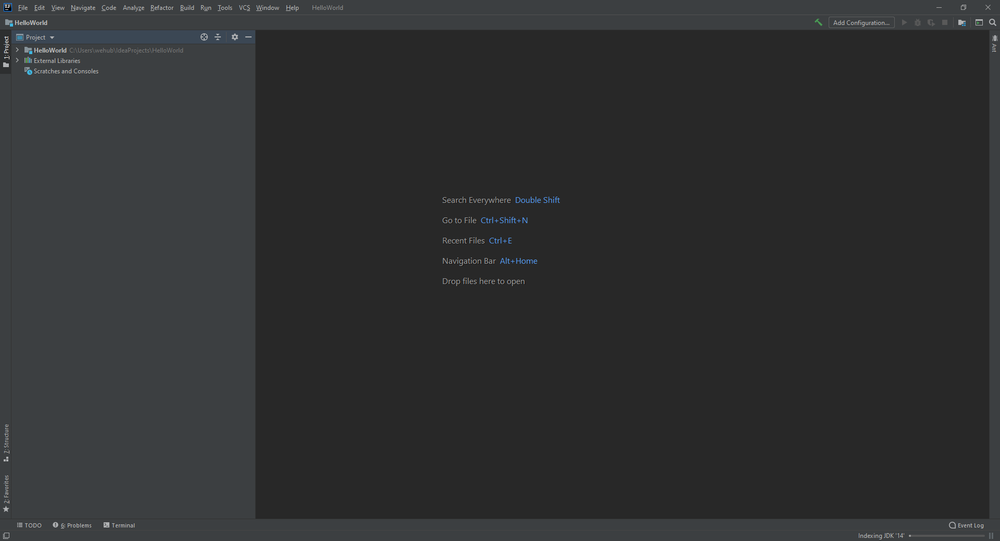 IJ File Edit View Navigate Code Analyze Refactor Build Run Tools VCS Window Help HelloWorld
HelloWorld Add Configuration...
Project
1: Project
HelloWorld C:\Users\wehub\IdeaProjects\HelloWorld
External Libraries
Scratches and Consoles
Ant
Search Everywhere Double Shift
Go to File Ctrl+Shift+N
Recent Files Ctrl+E
Navigation Bar Alt+Home
Drop files here to open
7: Structure
2: Favorites
TODO 6: Problems Terminal Event Log
Indexing JDK '14'